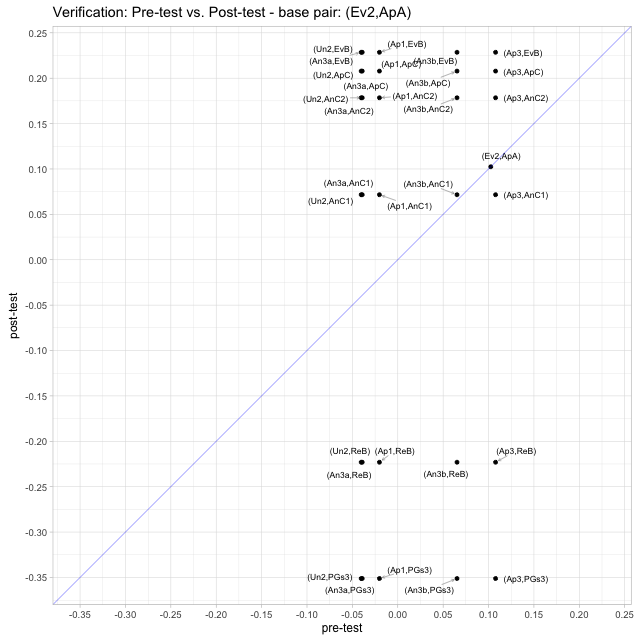 Verification: Pre-test vs. Post-test - base pair: (Ev2,ApA)
0.25
(Un2,EvB)
(Ap1,EvB)
(Ap3,EvB)
(An3a,EvB)
(Ap1,ApC)
(An3b,EvB)
(Un2,ApC)
(Ap3,ApC)
0.20
(An3a,ApC)
(An3b,ApC)
(Un2,AnC2)
(Ap1,AnC2)
(Ap3,AnC2)
(An3a,AnC2)
(An3b,AnC2)
0.15
(Ev2,ApA)
0.10
(An3a,AnC1)
(An3b,AnC1)
(Ap3,AnC1)
(Un2,AnC1)
(Ap1,AnC1)
0.05
0.00
-0.05
-0.10
-0.15
-0.20
(Un2,ReB)
(Ap1,ReB)
(Ap3,ReB)
(An3a,ReB)
(An3b,ReB)
-0.25
-0.30
(Ap1,PGs3)
(Un2,PGs3)
(Ap3,PGs3)
-0.35
(An3a,PGs3)
(An3b,PGs3)
post-test
-0.35 -0.30 -0.25 -0.20 -0.15 -0.10 -0.05 0.00 0.05 0.10 0.15 0.20 0.25
pre-test